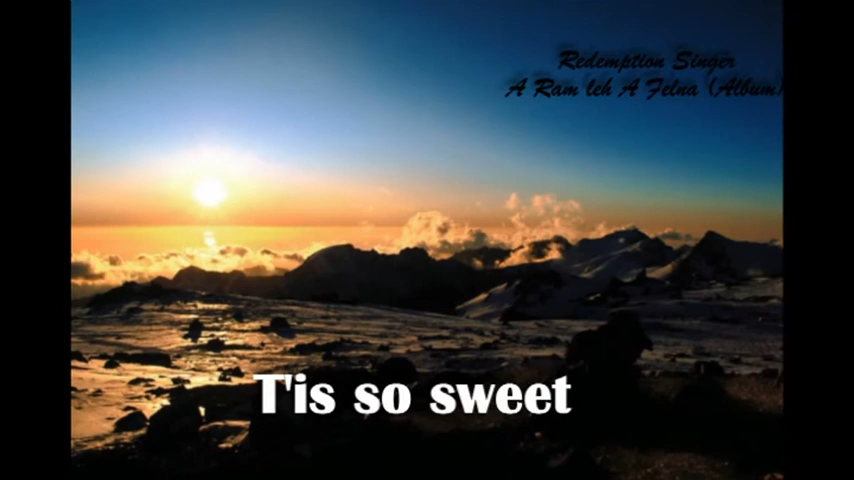 Redemption Singer
A Ram leh A Felna (Album)
T'is so sweet